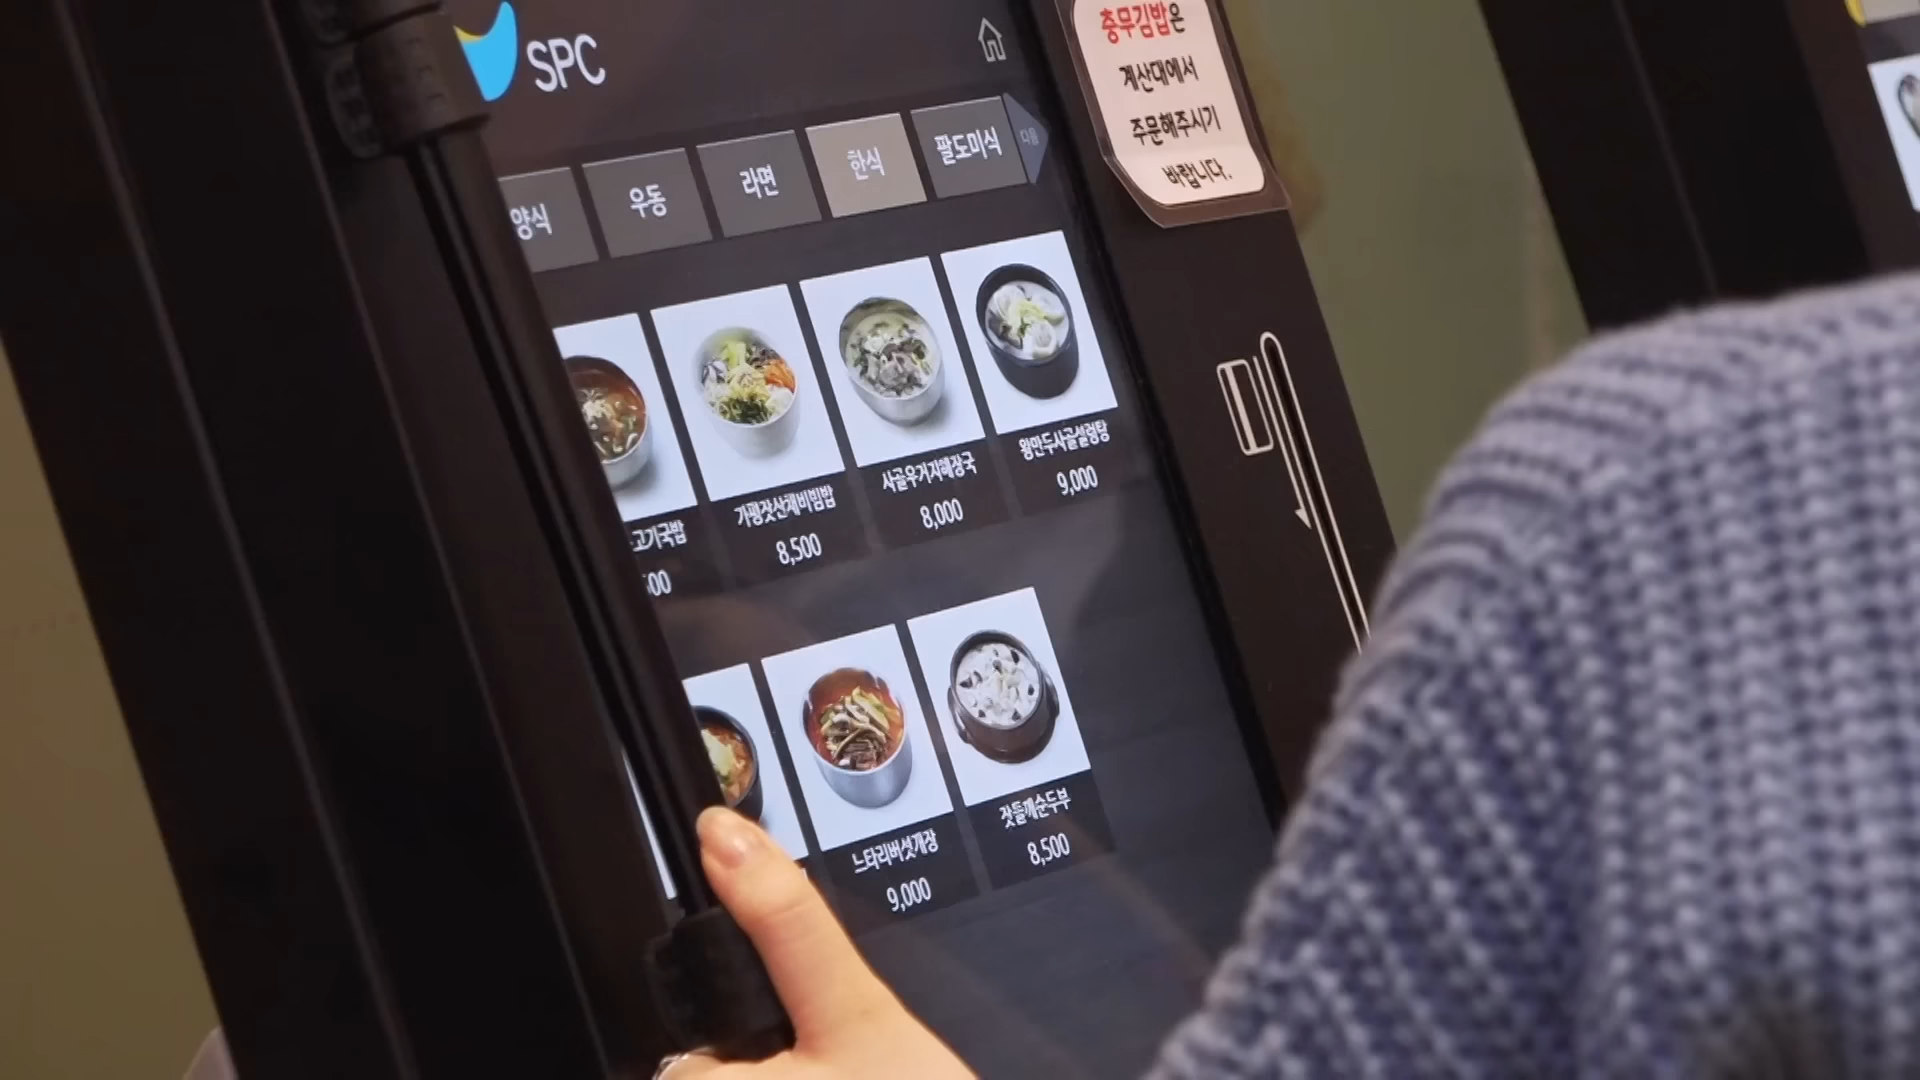 SPC
양식
우동
라면
한식
팔도미식
다음
고기국밥
가평잣산채비빔밥
8,500
사골우거지해장국
8,000
왕만두사골설렁탕
9,000
느타리버섯개장
9,000
잣들깨순두부
8,500
충무김밥은
계산대에서
주문해주시기
바랍니다.